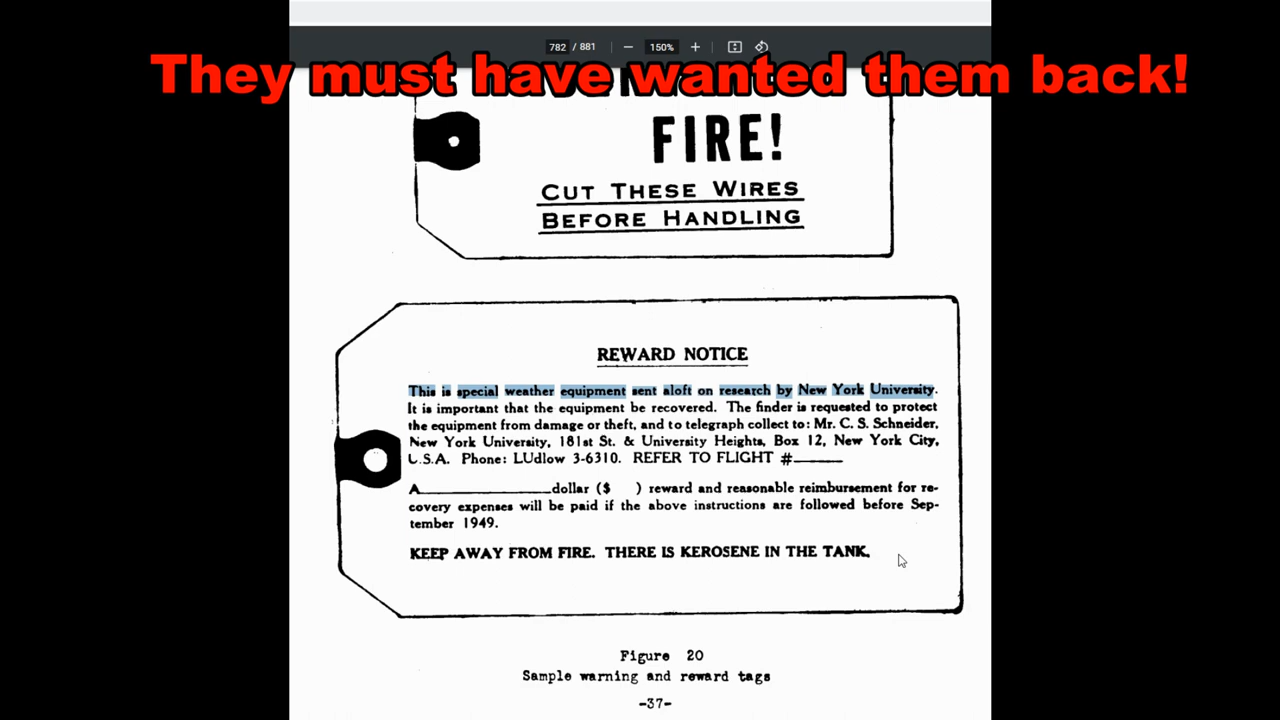 782 / 881
150%
They must have wanted them back!
FIRE!
CUT THESE WIRES
BEFORE HANDLING
REWARD NOTICE
This is special weather equipment sent aloft on research by New York University.
It is important that the equipment be recovered. The finder is requested to protect
the equipment from damage or theft, and to telegraph collect to: Mr. C. S. Schneider,
New York University, 181st St. & University Heights, Box 12, New York City,
U.S.A. Phone: LUdlow 3-6310. REFER TO FLIGHT #______
A______________dollar ($ ) reward and reasonable reimbursement for re-
covery expenses will be paid if the above instructions are followed before Sep-
tember 1949.
KEEP AWAY FROM FIRE. THERE IS KEROSENE IN THE TANK.
Figure 20
Sample warning and reward tags
-37-